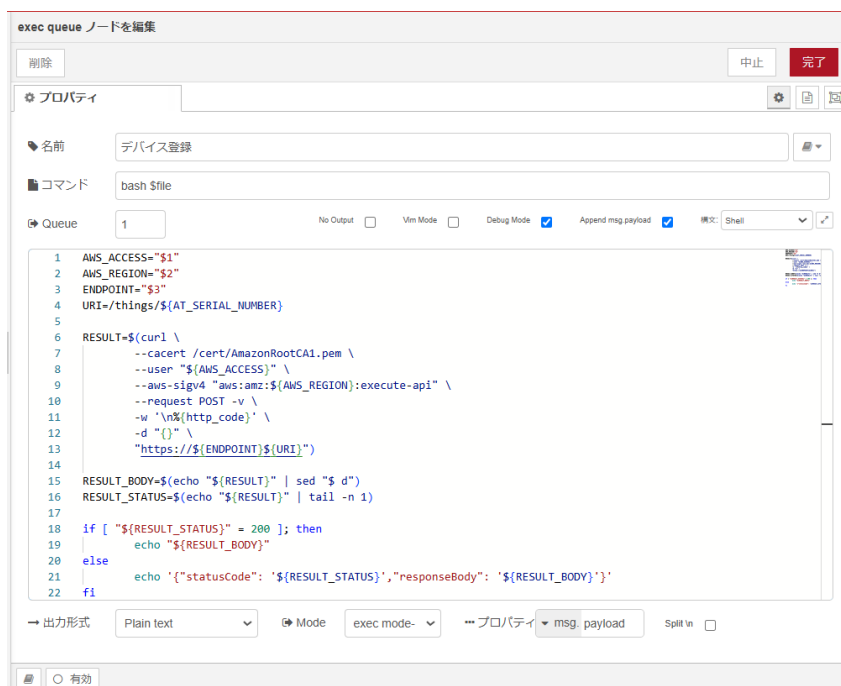 exec queue ノードを編集
削除 中止 完了
プロパティ
名前 デバイス登録
コマンド bash $file
Queue 1 No Output Vim Mode Debug Mode Append msg.payload 構文: Shell
1 AWS_ACCESS="$1"
2 AWS_REGION="$2"
3 ENDPOINT="$3"
4 URI=/things/${AT_SERIAL_NUMBER}
5
6 RESULT=$(curl \
7 --cacert /cert/AmazonRootCA1.pem \
8 --user "${AWS_ACCESS}" \
9 --aws-sigv4 "aws:amz:${AWS_REGION}:execute-api" \
10 --request POST -v \
11 -w '\n%{http_code}' \
12 -d "{}" \
13 "https://${ENDPOINT}${URI}")
14
15 RESULT_BODY=$(echo "${RESULT}" | sed "$ d")
16 RESULT_STATUS=$(echo "${RESULT}" | tail -n 1)
17
18 if [ "${RESULT_STATUS}" = 200 ]; then
19 echo "${RESULT_BODY}"
20 else
21 echo '{"statusCode": '${RESULT_STATUS}',"responseBody": '${RESULT_BODY}'}'
22 fi
出力形式 Plain text Mode exec mode- プロパティ msg. payload Split \n
有効